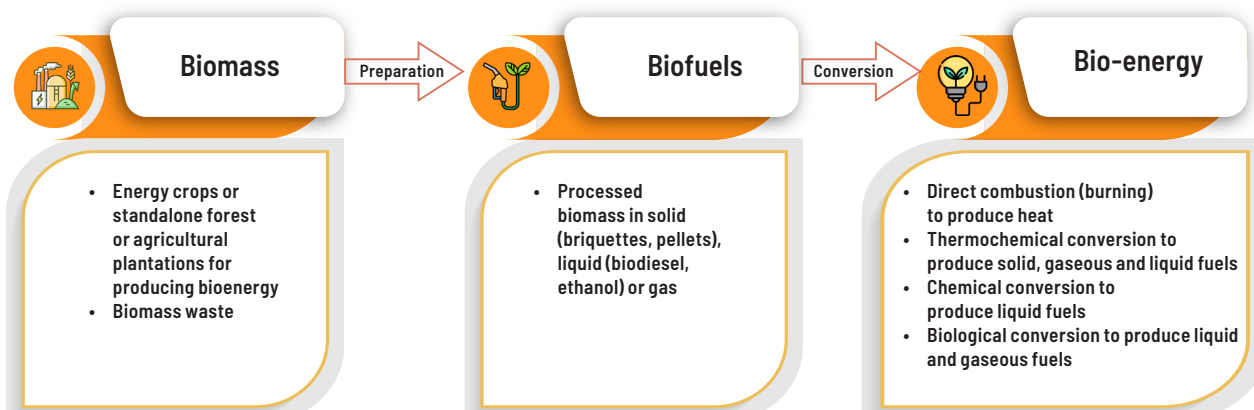 Biomass
Preparation
Biofuels
Conversion
Bio-energy
• Energy crops or
standalone forest
or agricultural
plantations for
producing bioenergy
• Biomass waste
• Processed
biomass in solid
(briquettes, pellets),
liquid (biodiesel,
ethanol) or gas
• Direct combustion (burning)
to produce heat
• Thermochemical conversion to
produce solid, gaseous and liquid fuels
• Chemical conversion to
produce liquid fuels
• Biological conversion to produce liquid
and gaseous fuels